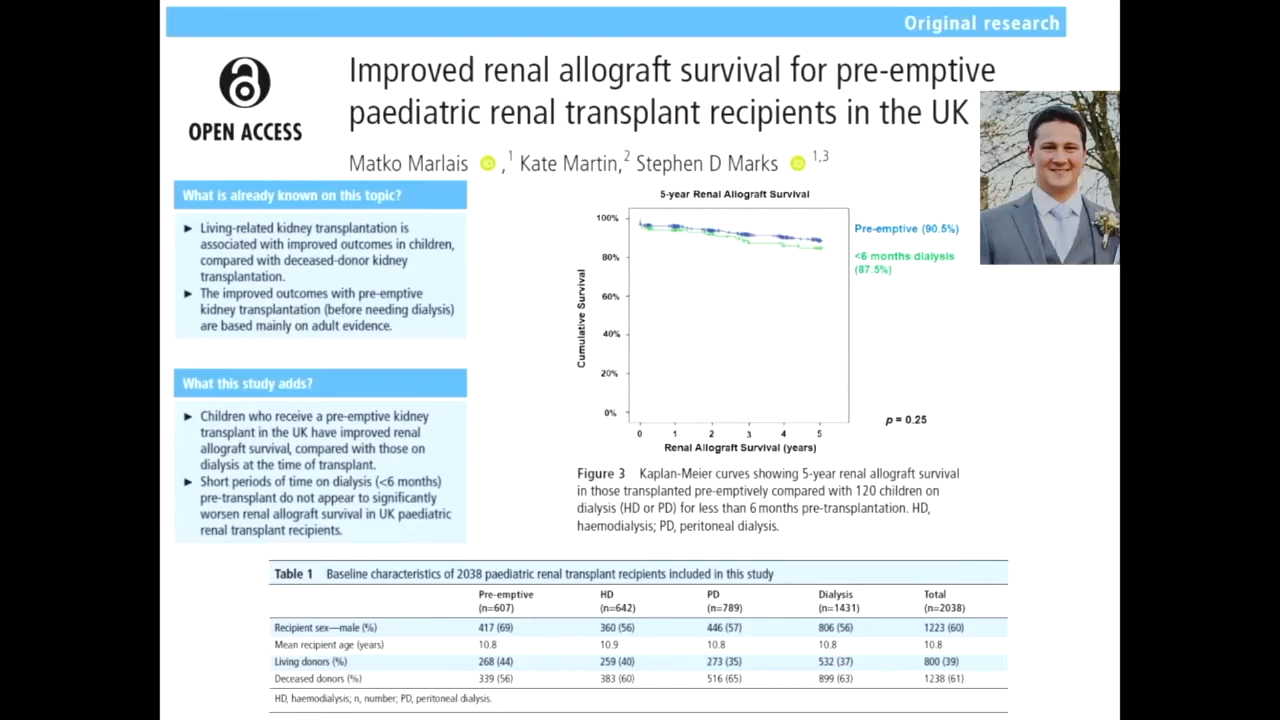 Original research
OPEN ACCESS
Improved renal allograft survival for pre-emptive
paediatric renal transplant recipients in the UK
Matko Marlais iD ,1 Kate Martin,2 Stephen D Marks iD 1,3
What is already known on this topic?
► Living-related kidney transplantation is
associated with improved outcomes in children,
compared with deceased-donor kidney
transplantation.
► The improved outcomes with pre-emptive
kidney transplantation (before needing dialysis)
are based mainly on adult evidence.
What this study adds?
► Children who receive a pre-emptive kidney
transplant in the UK have improved renal
allograft survival, compared with those on
dialysis at the time of transplant.
► Short periods of time on dialysis (<6 months)
pre-transplant do not appear to significantly
worsen renal allograft survival in UK paediatric
renal transplant recipients.
5-year Renal Allograft Survival
100%
80%
60%
40%
20%
0%
Cumulative Survival
0 1 2 3 4 5
Renal Allograft Survival (years)
Pre-emptive (90.5%)
<6 months dialysis
(87.5%)
p = 0.25
Figure 3 Kaplan-Meier curves showing 5-year renal allograft survival
in those transplanted pre-emptively compared with 120 children on
dialysis (HD or PD) for less than 6 months pre-transplantation. HD,
haemodialysis; PD, peritoneal dialysis.
Table 1 Baseline characteristics of 2038 paediatric renal transplant recipients included in this study
Pre-emptive HD PD Dialysis Total
(n=607) (n=642) (n=789) (n=1431) (n=2038)
Recipient sex—male (%) 417 (69) 360 (56) 446 (57) 806 (56) 1223 (60)
Mean recipient age (years) 10.8 10.9 10.8 10.8 10.8
Living donors (%) 268 (44) 259 (40) 273 (35) 532 (37) 800 (39)
Deceased donors (%) 339 (56) 383 (60) 516 (65) 899 (63) 1238 (61)
HD, haemodialysis; n, number; PD, peritoneal dialysis.